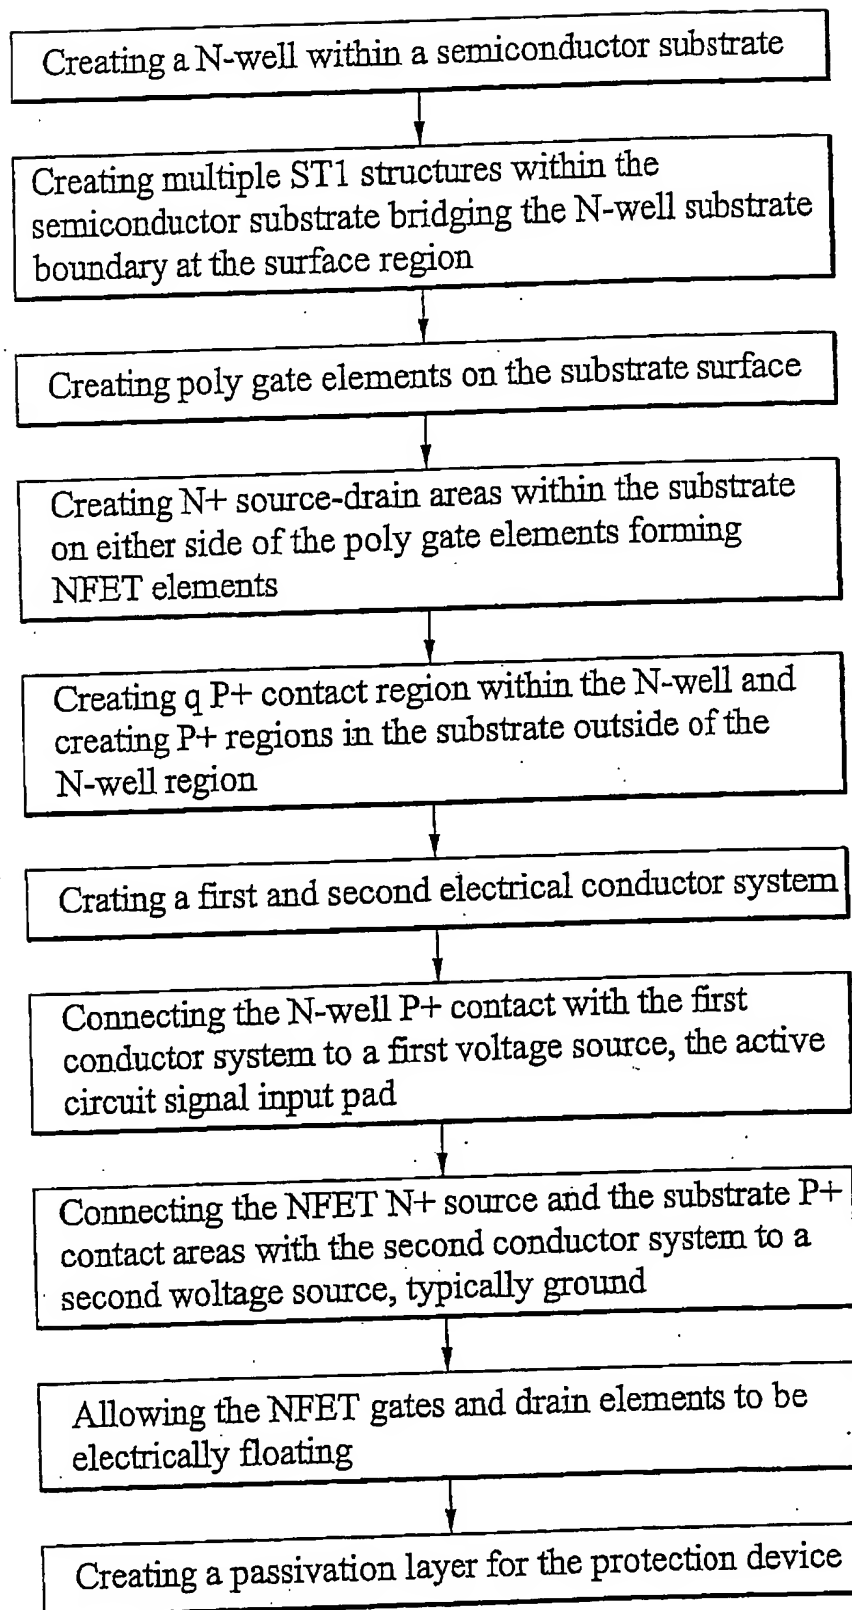 Creating a N-well within a semiconductor substrate
Creating multiple ST1 structures within the
semiconductor substrate bridging the N-well substrate
boundary at the surface region
Creating poly gate elements on the substrate surface
Creating N+ source-drain areas within the substrate
on either side of the poly gate elements forming
NFET elements
Creating q P+ contact region within the N-well and
creating P+ regions in the substrate outside of the
N-well region
Crating a first and second electrical conductor system
Connecting the N-well P+ contact with the first
conductor system to a first voltage source, the active
circuit signal input pad
Connecting the NFET N+ source and the substrate P+
contact areas with the second conductor system to a
second woltage source, typically ground
Allowing the NFET gates and drain elements to be
electrically floating
Creating a passivation layer for the protection device